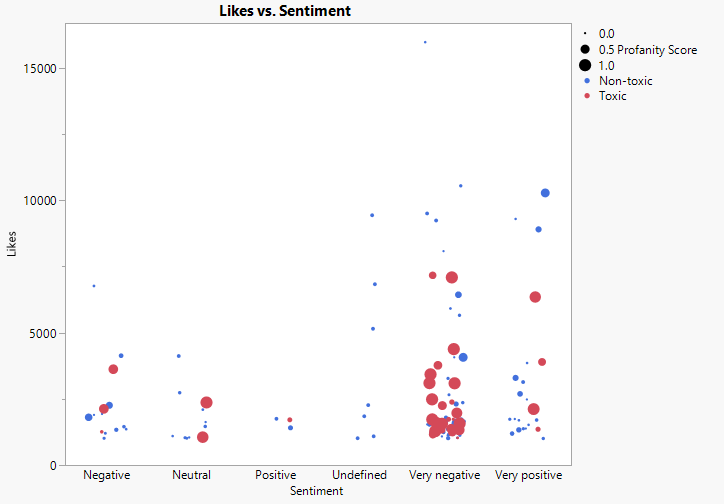 Likes vs. Sentiment
0.0
0.5 Profanity Score
1.0
Non-toxic
Toxic
15000
10000
5000
0
Likes
Negative
Neutral
Positive
Undefined
Very negative
Very positive
Sentiment